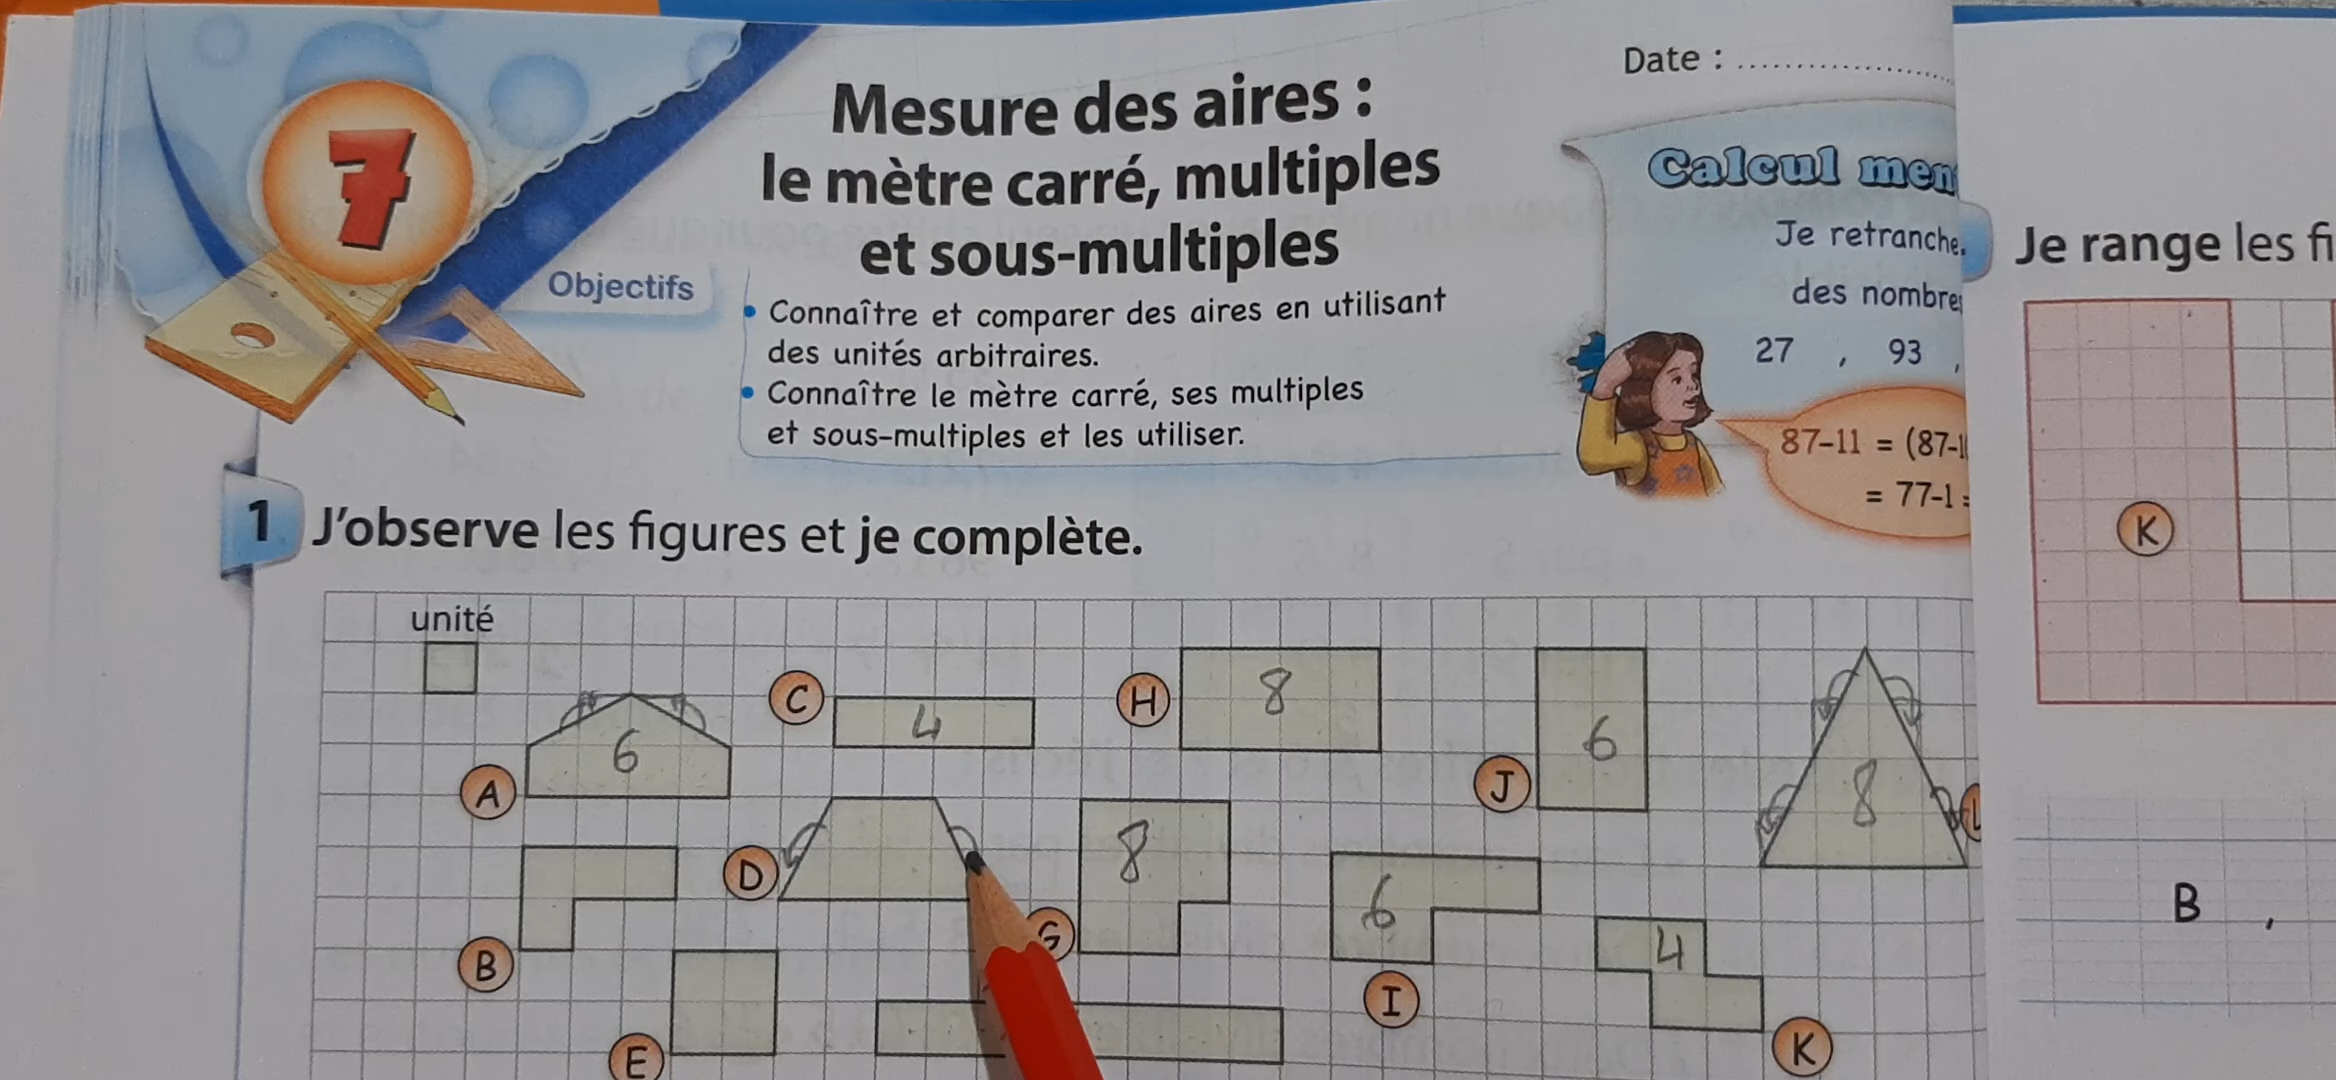 7
Mesure des aires :
le mètre carré, multiples
et sous-multiples
Objectifs
• Connaître et comparer des aires en utilisant
des unités arbitraires.
• Connaître le mètre carré, ses multiples
et sous-multiples et les utiliser.
Date : ....................
Calcul men
Je retranche
des nombre
27 , 93 ,
87-11 = (87-1
= 77-1 =
1 J'observe les figures et je complète.
unité
A 6
C 4
H 8
J 6
8 L
B
D
G 8
I 6
4 K
E
Je range les fi
K
B ,